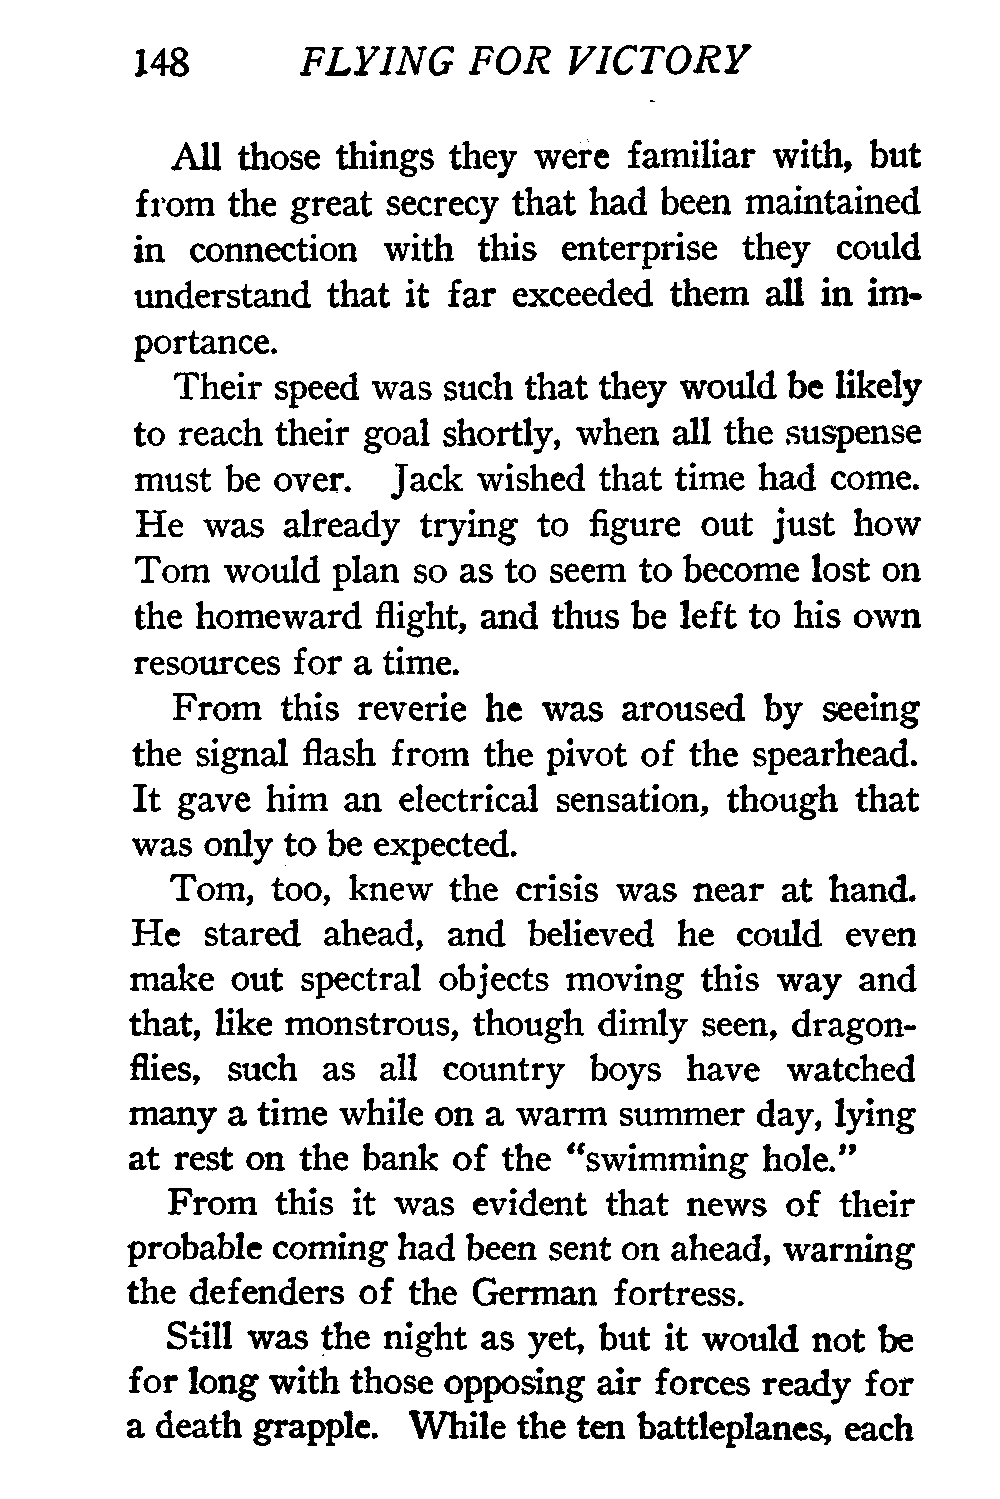 148 FLYING FOR VICTORY
All those things they were familiar with, but
from the great secrecy that had been maintained
in connection with this enterprise they could
understand that it far exceeded them all in im-
portance.
Their speed was such that they would be likely
to reach their goal shortly, when all the suspense
must be over. Jack wished that time had come.
He was already trying to figure out just how
Tom would plan so as to seem to become lost on
the homeward flight, and thus be left to his own
resources for a time.
From this reverie he was aroused by seeing
the signal flash from the pivot of the spearhead.
It gave him an electrical sensation, though that
was only to be expected.
Tom, too, knew the crisis was near at hand.
He stared ahead, and believed he could even
make out spectral objects moving this way and
that, like monstrous, though dimly seen, dragon-
flies, such as all country boys have watched
many a time while on a warm summer day, lying
at rest on the bank of the "swimming hole."
From this it was evident that news of their
probable coming had been sent on ahead, warning
the defenders of the German fortress.
Still was the night as yet, but it would not be
for long with those opposing air forces ready for
a death grapple. While the ten battleplanes, each